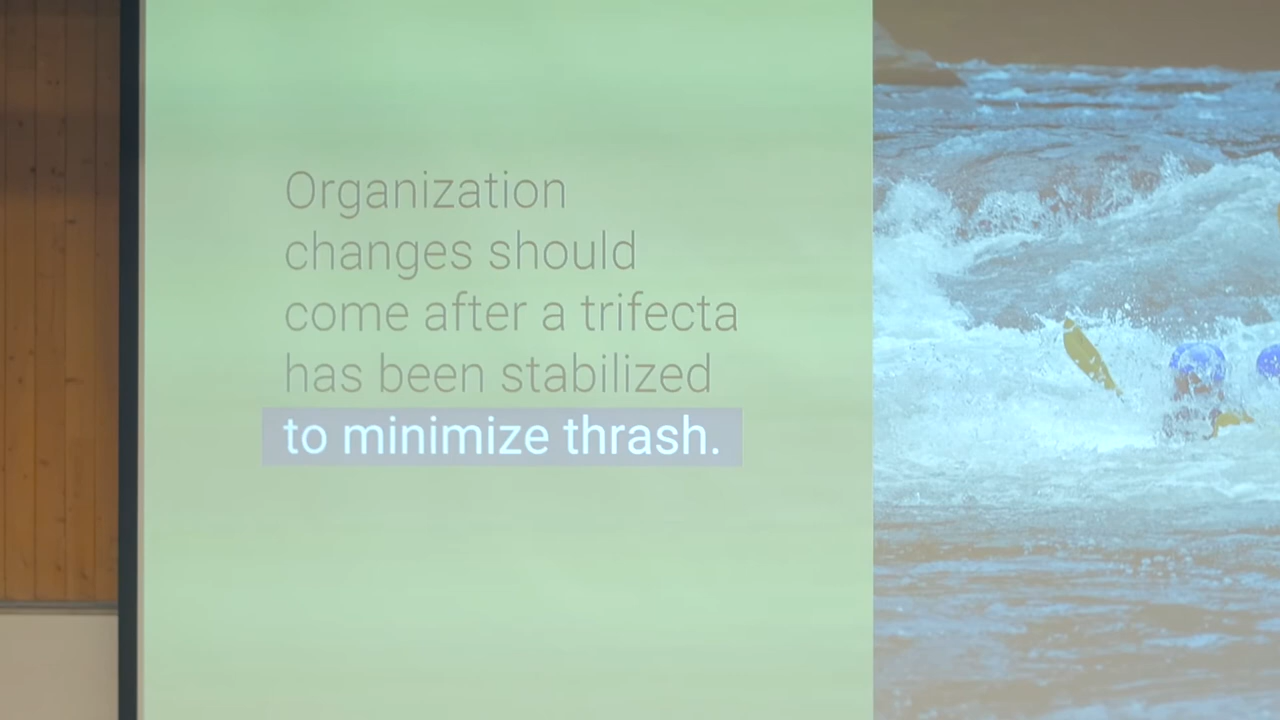 Organization
changes should
come after a trifecta
has been stabilized
to minimize thrash.